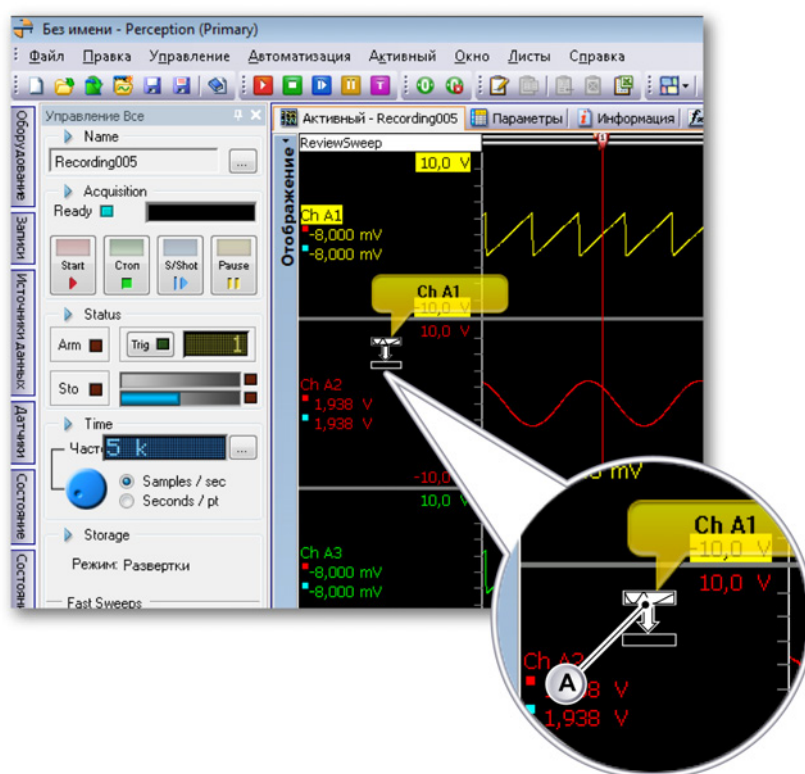 Без имени - Perception (Primary)
Файл Правка Управление Автоматизация Активный Окно Листы Справка
Управление Все
Активный - Recording005 Параметры Информация fx
Оборудование
Записи
Источники данных
Датчики
Состояние
Name
Recording005
...
Acquisition
Ready
Start Стоп S/Shot Pause
Status
Arm Trig 1
Sto
Time
5 k
...
Samples / sec
Seconds / pt
Storage
Режим: Развертки
Fast Sweeps
Отображение
ReviewSweep
10,0 V
Ch A1
-8,000 mV
-8,000 mV
Ch A1
-10,0 V
10,0 V
Ch A2
1,938 V
1,938 V
-10,0
mV
10,0 V
Ch A3
-8,000 mV
-8,000 mV
Ch A1
-10,0 V
10,0 V
Ch A2
A
8 V
1,938 V